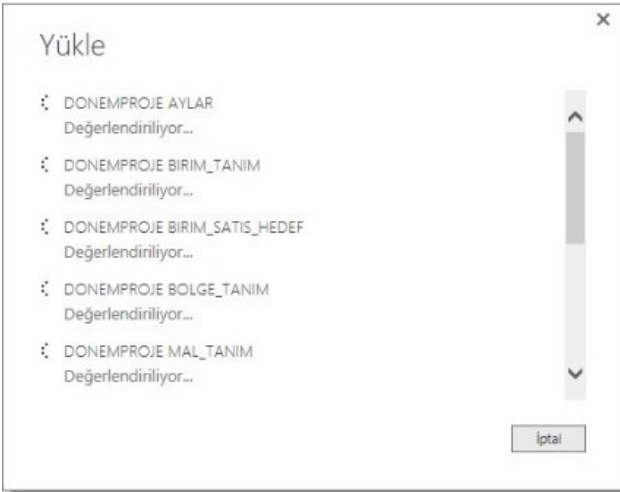 Yükle
DONEMPROJE AYLAR
Değerlendiriliyor...
DONEMPROJE BIRIM_TANIM
Değerlendiriliyor...
DONEMPROJE BIRIM_SATIS_HEDEF
Değerlendiriliyor...
DONEMPROJE BOLGE_TANIM
Değerlendiriliyor...
DONEMPROJE MAL_TANIM
Değerlendiriliyor...
İptal